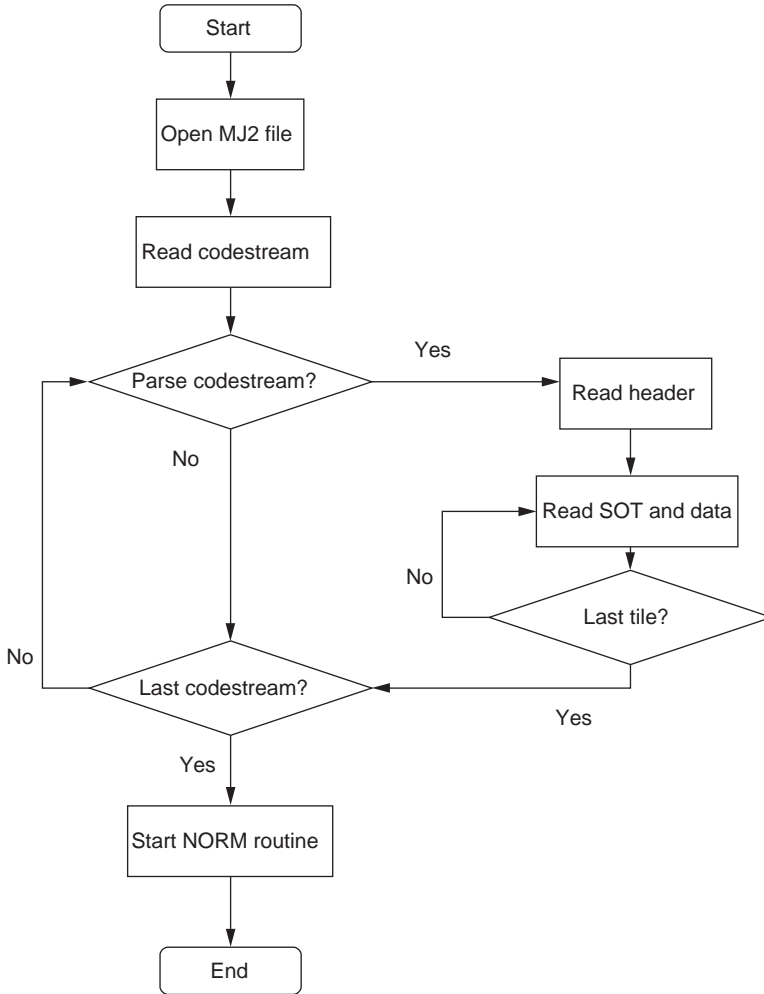 Start
Open MJ2 file
Read codestream
Parse codestream?
Yes
Read header
No
Read SOT and data
No
Last tile?
No
Last codestream?
Yes
Yes
Start NORM routine
End